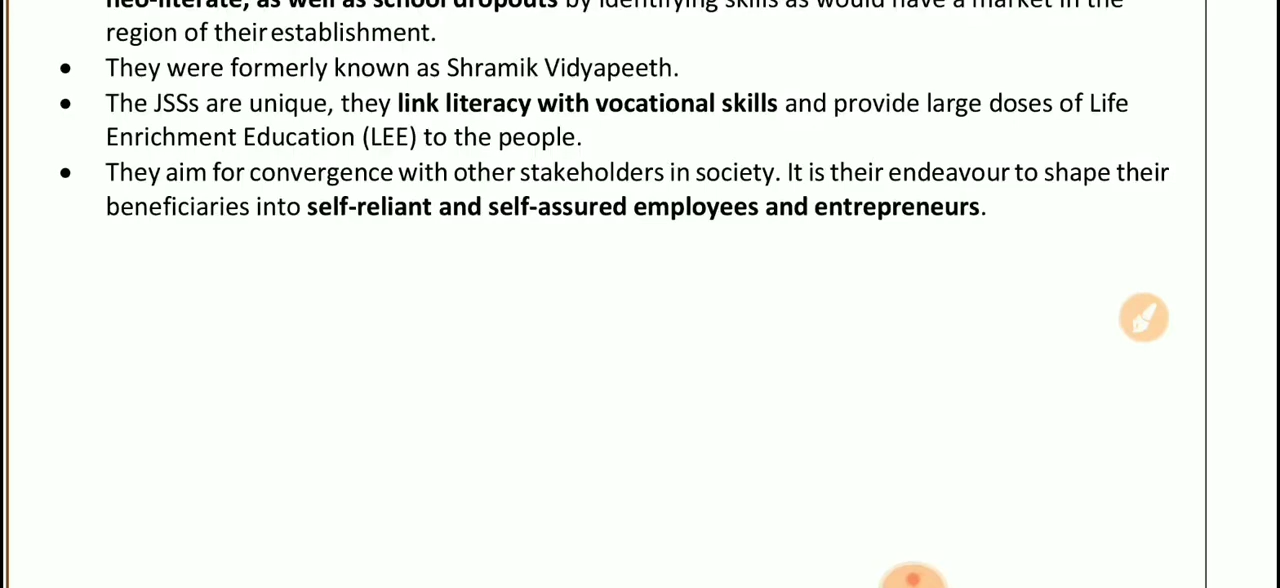 neo-literate, as well as school dropouts by identifying skills as would have a market in the
region of their establishment.
• They were formerly known as Shramik Vidyapeeth.
• The JSSs are unique, they link literacy with vocational skills and provide large doses of Life
Enrichment Education (LEE) to the people.
• They aim for convergence with other stakeholders in society. It is their endeavour to shape their
beneficiaries into self-reliant and self-assured employees and entrepreneurs.